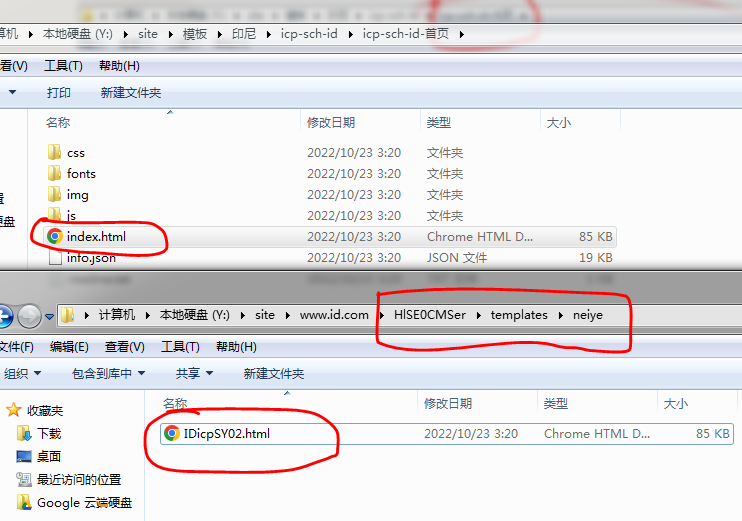 算机 ▸ 本地硬盘 (Y:) ▸ site ▸ 模板 ▸ 印尼 ▸ icp-sch-id ▸ icp-sch-id-首页 ▸
看(V) 工具(T) 帮助(H)
打印 新建文件夹
名称 修改日期 类型 大小
css 2022/10/23 3:20 文件夹
fonts 2022/10/23 3:20 文件夹
img 2022/10/23 3:20 文件夹
js 2022/10/23 3:20 文件夹
index.html 2022/10/23 3:20 Chrome HTML D... 85 KB
info.json 2022/10/23 3:20 JSON 文件 19 KB
计算机 ▸ 本地硬盘 (Y:) ▸ site ▸ www.id.com ▸ HlSE0CMSer ▸ templates ▸ neiye
文件(F) 编辑(E) 查看(V) 工具(T) 帮助(H)
组织 包含到库中 共享 新建文件夹
收藏夹
下载
桌面
最近访问的位置
Google 云端硬盘
名称 修改日期 类型 大小
IDicpSY02.html 2022/10/23 3:20 Chrome HTML D... 85 KB